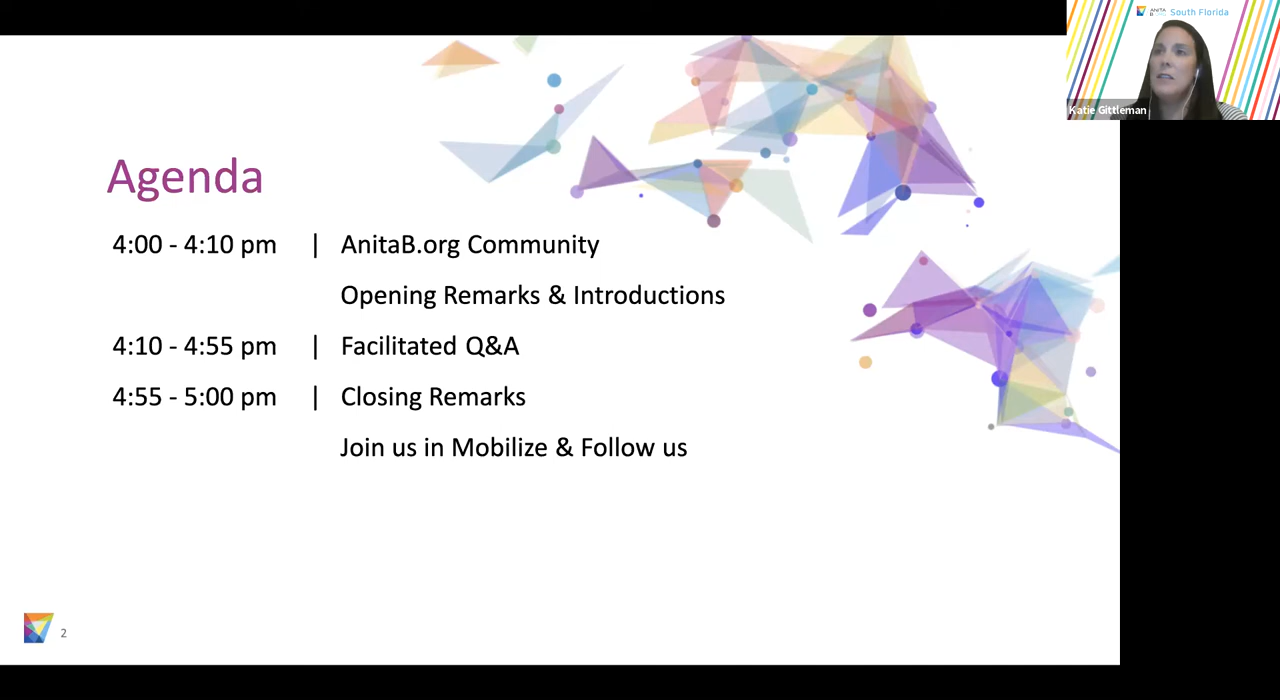 ANITA
B South Florida
Katie Gittleman
Agenda
4:00 - 4:10 pm | AnitaB.org Community
Opening Remarks & Introductions
4:10 - 4:55 pm | Facilitated Q&A
4:55 - 5:00 pm | Closing Remarks
Join us in Mobilize & Follow us
2